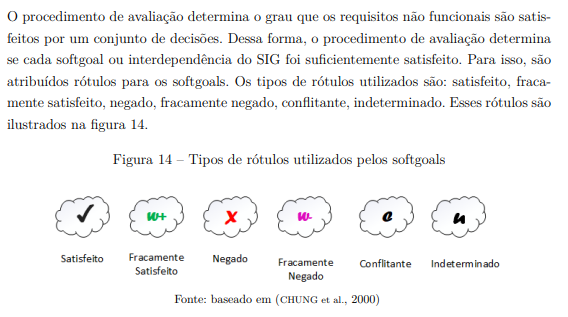 O procedimento de avaliação determina o grau que os requisitos não funcionais são satis-
feitos por um conjunto de decisões. Dessa forma, o procedimento de avaliação determina
se cada softgoal ou interdependência do SIG foi suficientemente satisfeito. Para isso, são
atribuídos rótulos para os softgoals. Os tipos de rótulos utilizados são: satisfeito, fraca-
mente satisfeito, negado, fracamente negado, conflitante, indeterminado. Esses rótulos são
ilustrados na figura 14.
Figura 14 – Tipos de rótulos utilizados pelos softgoals
✓ W+ X W- c u
Satisfeito Fracamente Satisfeito Negado Fracamente Negado Conflitante Indeterminado
Fonte: baseado em (CHUNG et al., 2000)